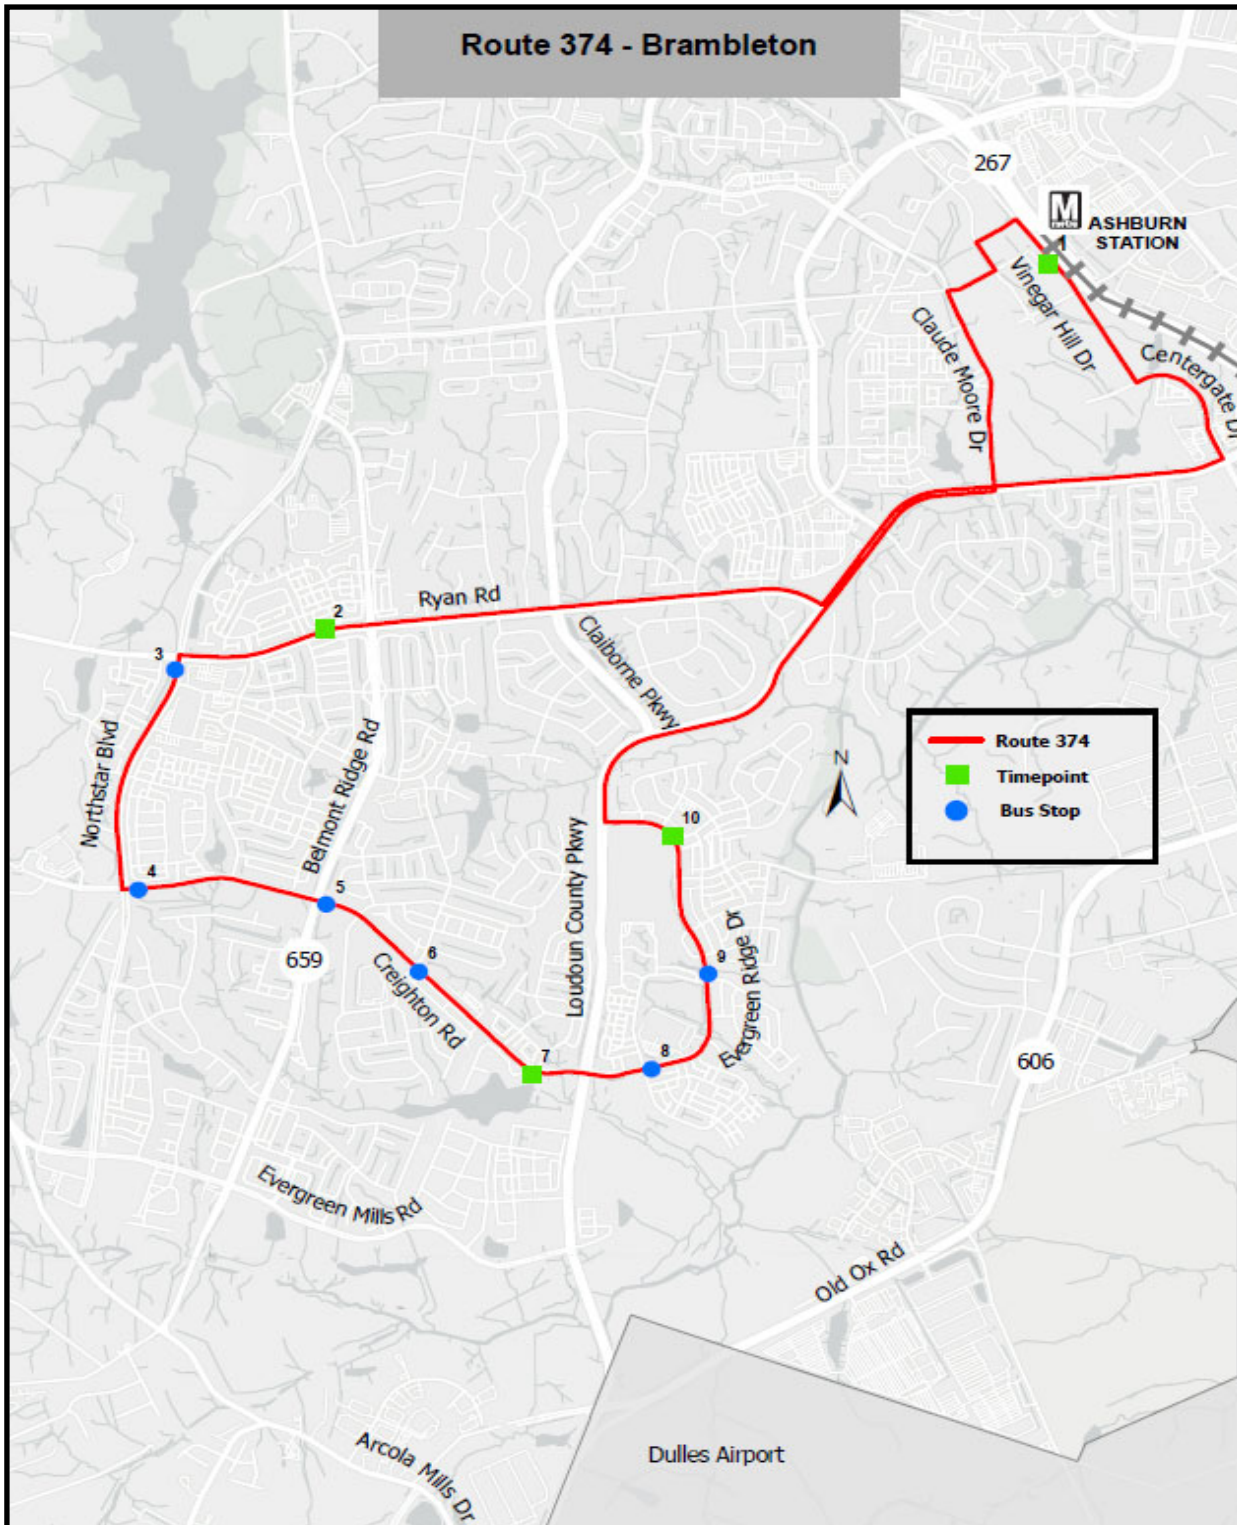 Route 374 - Brambleton
267
M
ASHBURN
STATION
1
Vinegar Hill Dr
Centergate Dr
Claude Moore Dr
Ryan Rd
2
3
Claiborne Pkwy
Northstar Blvd
Belmont Ridge Rd
Route 374
Timepoint
Bus Stop
N
10
4
5
Loudoun County Pkwy
659
6
Creighton Rd
9
Evergreen Ridge Dr
7
8
606
Evergreen Mills Rd
Old Ox Rd
Arcola Mills Dr
Dulles Airport